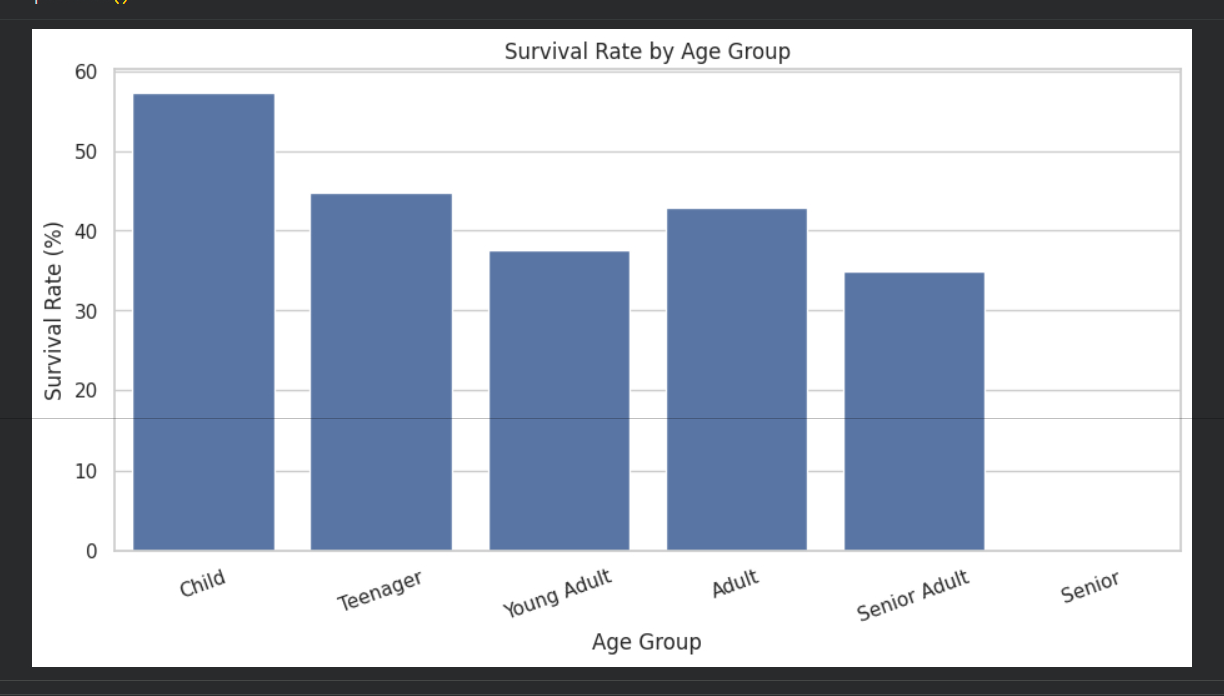 ()
Survival Rate by Age Group
60
50
40
30
20
10
0
Survival Rate (%)
Child
Teenager
Young Adult
Adult
Senior Adult
Senior
Age Group